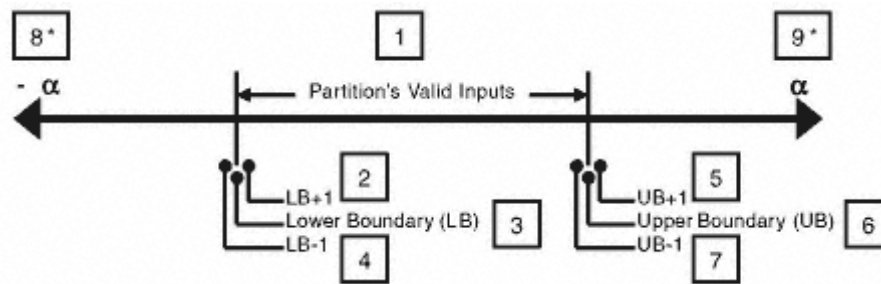 8* 1 9*
- α α
Partition's Valid Inputs
2 5
LB+1 UB+1
Lower Boundary (LB) 3 Upper Boundary (UB) 6
LB-1 UB-1
4 7